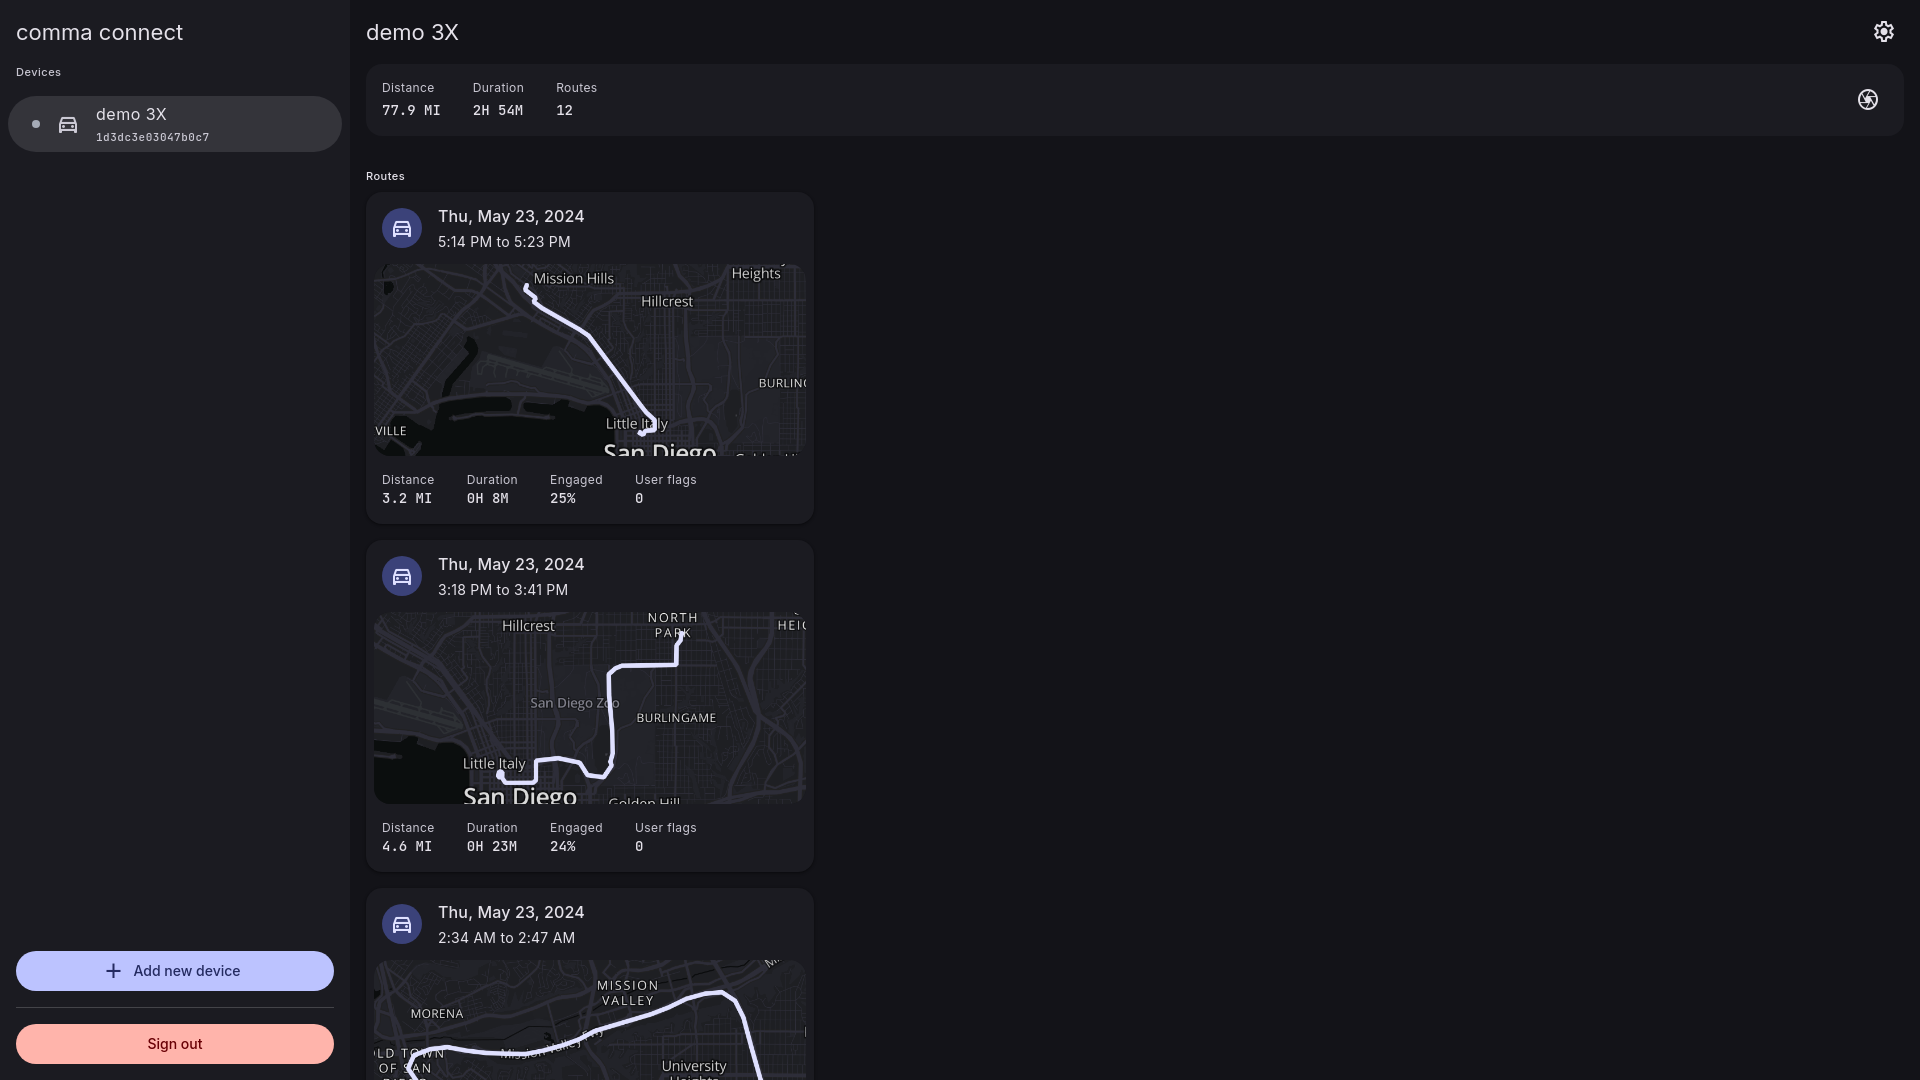 comma connect
Devices
demo 3X
1d3dc3e03047b0c7
Add new device
Sign out
demo 3X
Distance Duration Routes
77.9 MI 2H 54M 12
Routes
Thu, May 23, 2024
5:14 PM to 5:23 PM
Mission Hills
Heights
Hillcrest
BURLING
Little Italy
VILLE
San Diego
Distance Duration Engaged User flags
3.2 MI 0H 8M 25% 0
Thu, May 23, 2024
3:18 PM to 3:41 PM
NORTH
PARK
Hillcrest
HEIG
San Diego Zoo
BURLINGAME
Little Italy
San Diego
Golden Hill
Distance Duration Engaged User flags
4.6 MI 0H 23M 24% 0
Thu, May 23, 2024
2:34 AM to 2:47 AM
MISSION
VALLEY
MORENA
Mission Valley Fwy
LD TOWN
OF SAN
University
Heights